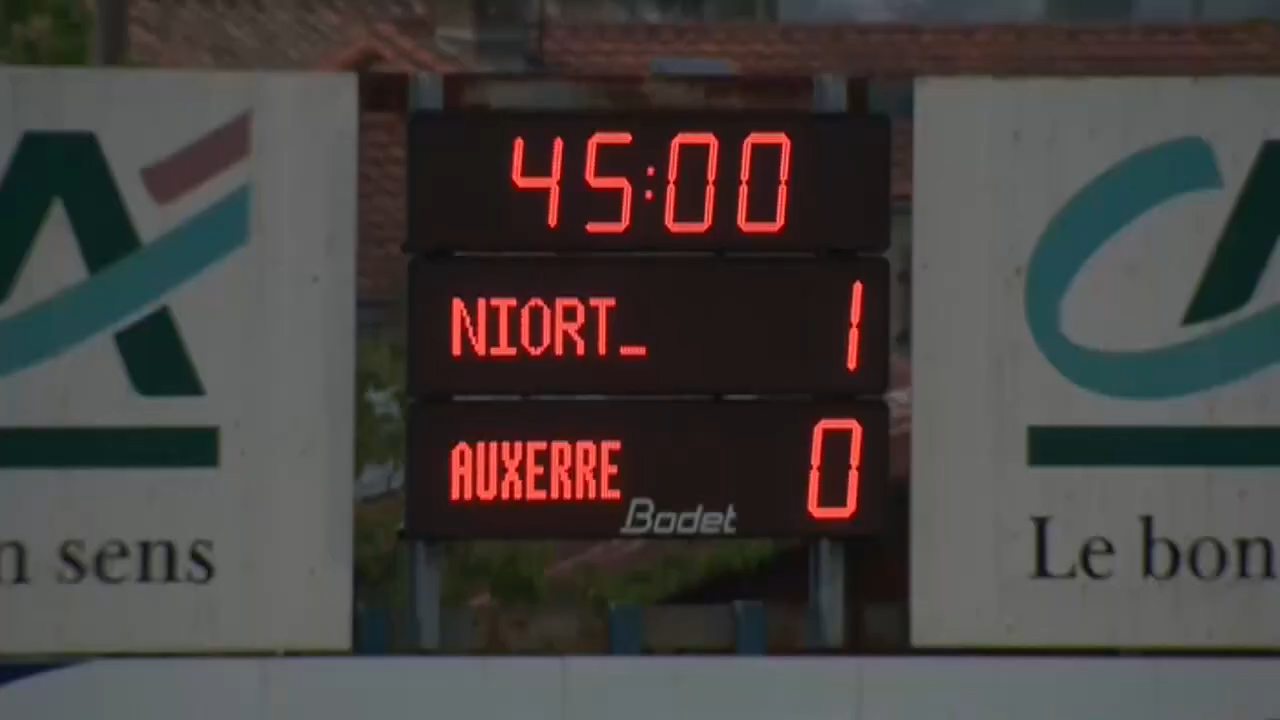 45:00
NIORT_ 1
AUXERRE 0
Bodet
n sens
Le bon